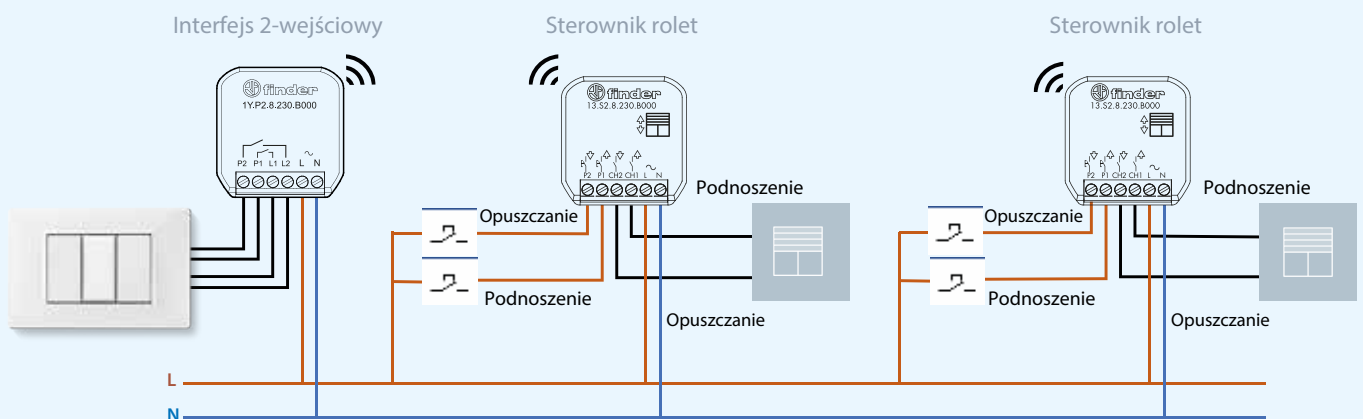 Interfejs 2-wejściowy
Sterownik rolet
Sterownik rolet
finder
1Y.P2.8.230.B000
P2 P1 L1 L2 L N
finder
13.S2.8.230.B000
P2 P1 CH2 CH1 L N
finder
13.S2.8.230.B000
P2 P1 CH2 CH1 L N
Opuszczanie
Podnoszenie
Podnoszenie
Opuszczanie
Opuszczanie
Podnoszenie
Podnoszenie
Opuszczanie
L
N